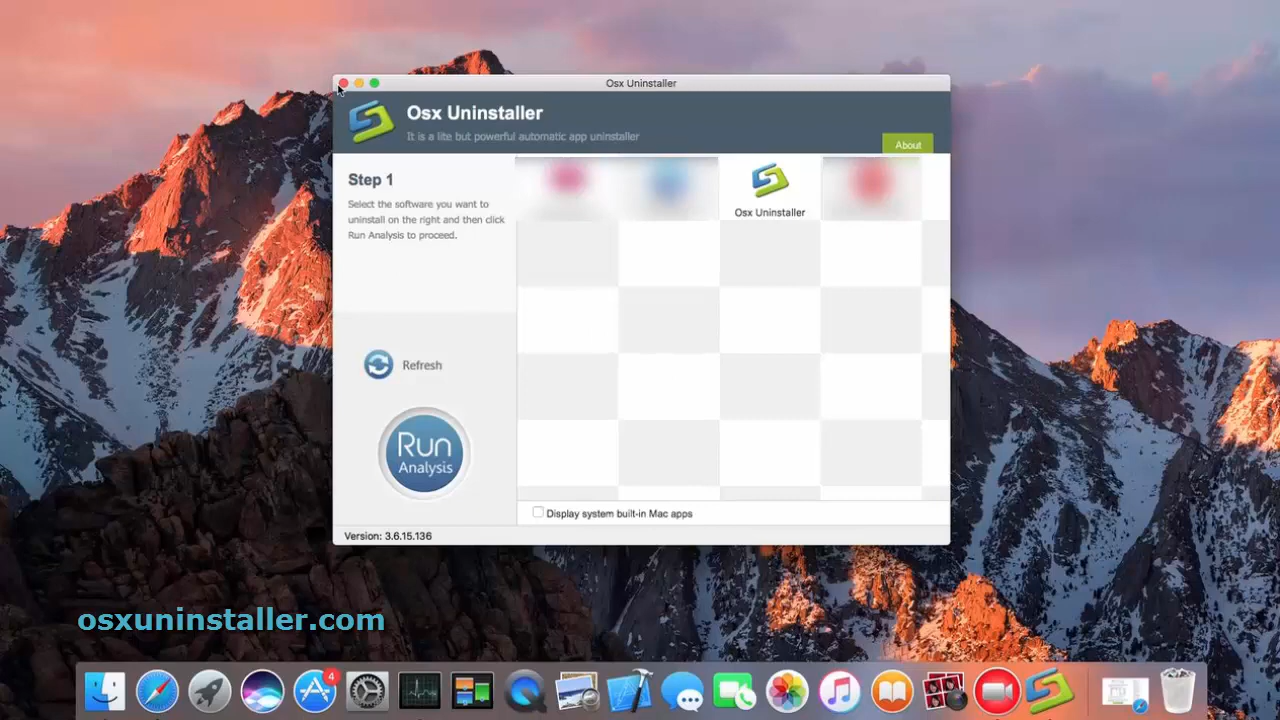 Osx Uninstaller
Osx Uninstaller
It is a lite but powerful automatic app uninstaller
About
Step 1
Select the software you want to
uninstall on the right and then click
Run Analysis to proceed.
Osx Uninstaller
Refresh
Run
Analysis
Display system built-in Mac apps
Version: 3.6.15.136
osxuninstaller.com
4